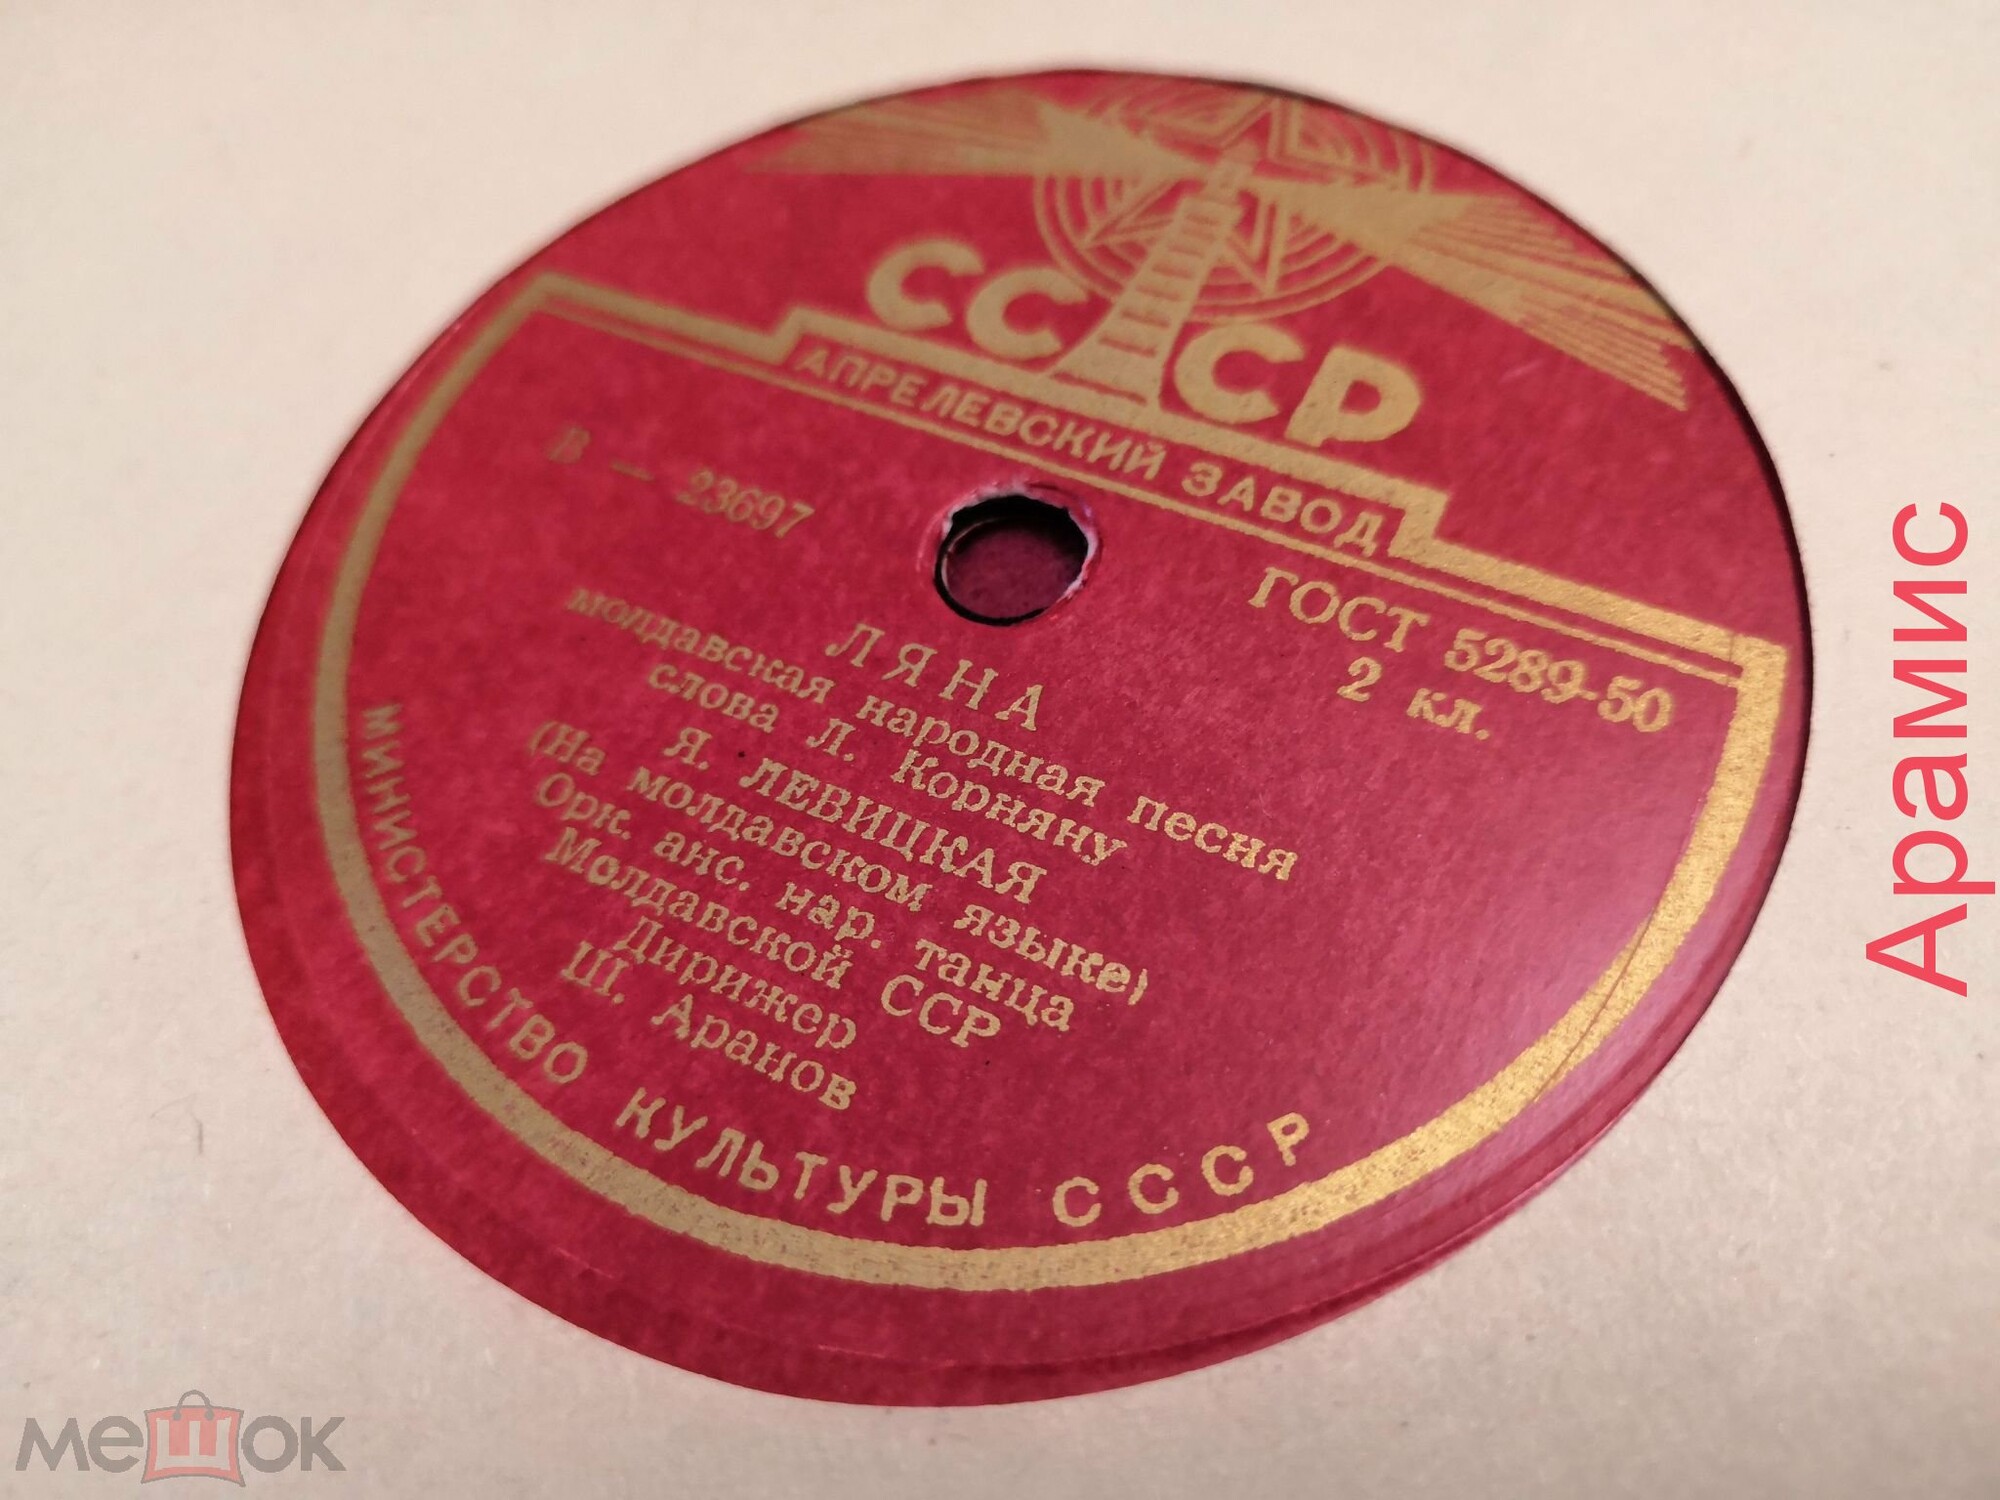 СССР
АПРЕЛЕВСКИЙ ЗАВОД
В — 23697
ГОСТ 5289-50
2 кл.
ЛЯНА
молдавская народная песня
слова Л. Корняну
Я. ЛЕВИЦКАЯ
(На молдавском языке)
Орк. анс. нар. танца
Молдавской ССР
Дирижер
Ш. Аранов
МИНИСТЕРСТВО КУЛЬТУРЫ СССР
Арамис
мешок